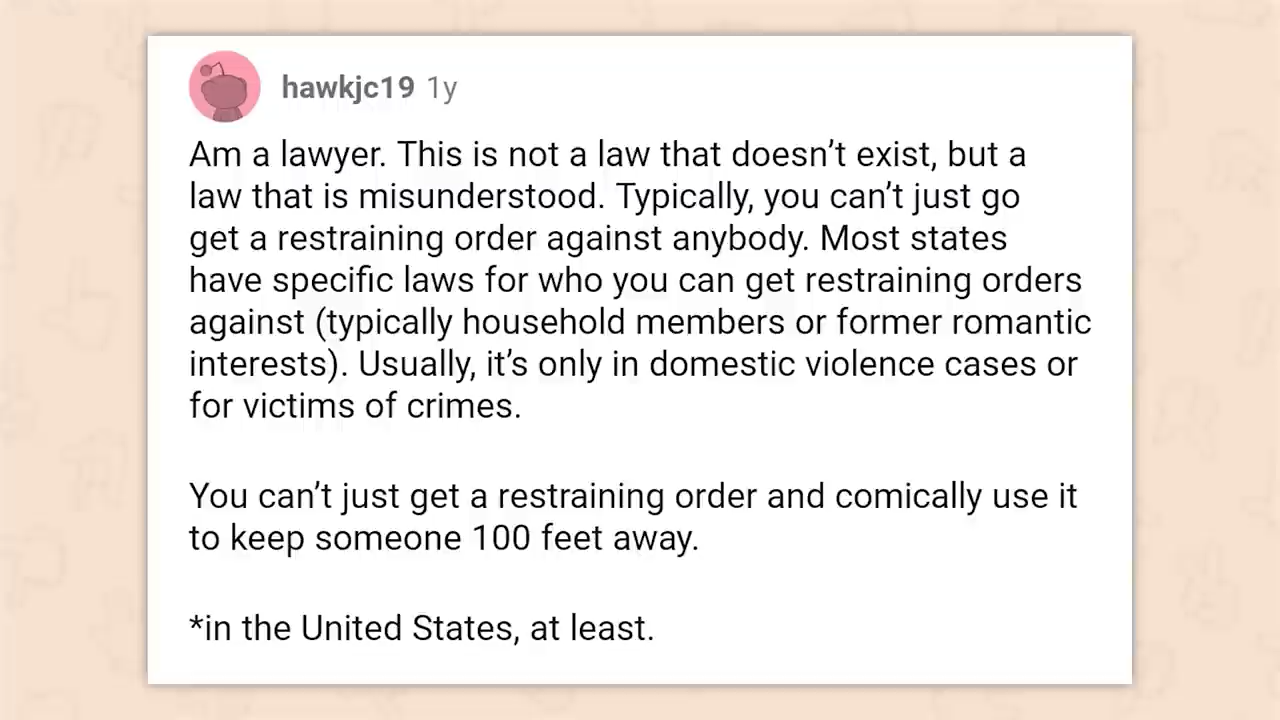 hawkjc19 1y
Am a lawyer. This is not a law that doesn’t exist, but a
law that is misunderstood. Typically, you can’t just go
get a restraining order against anybody. Most states
have specific laws for who you can get restraining orders
against (typically household members or former romantic
interests). Usually, it’s only in domestic violence cases or
for victims of crimes.
You can’t just get a restraining order and comically use it
to keep someone 100 feet away.
*in the United States, at least.